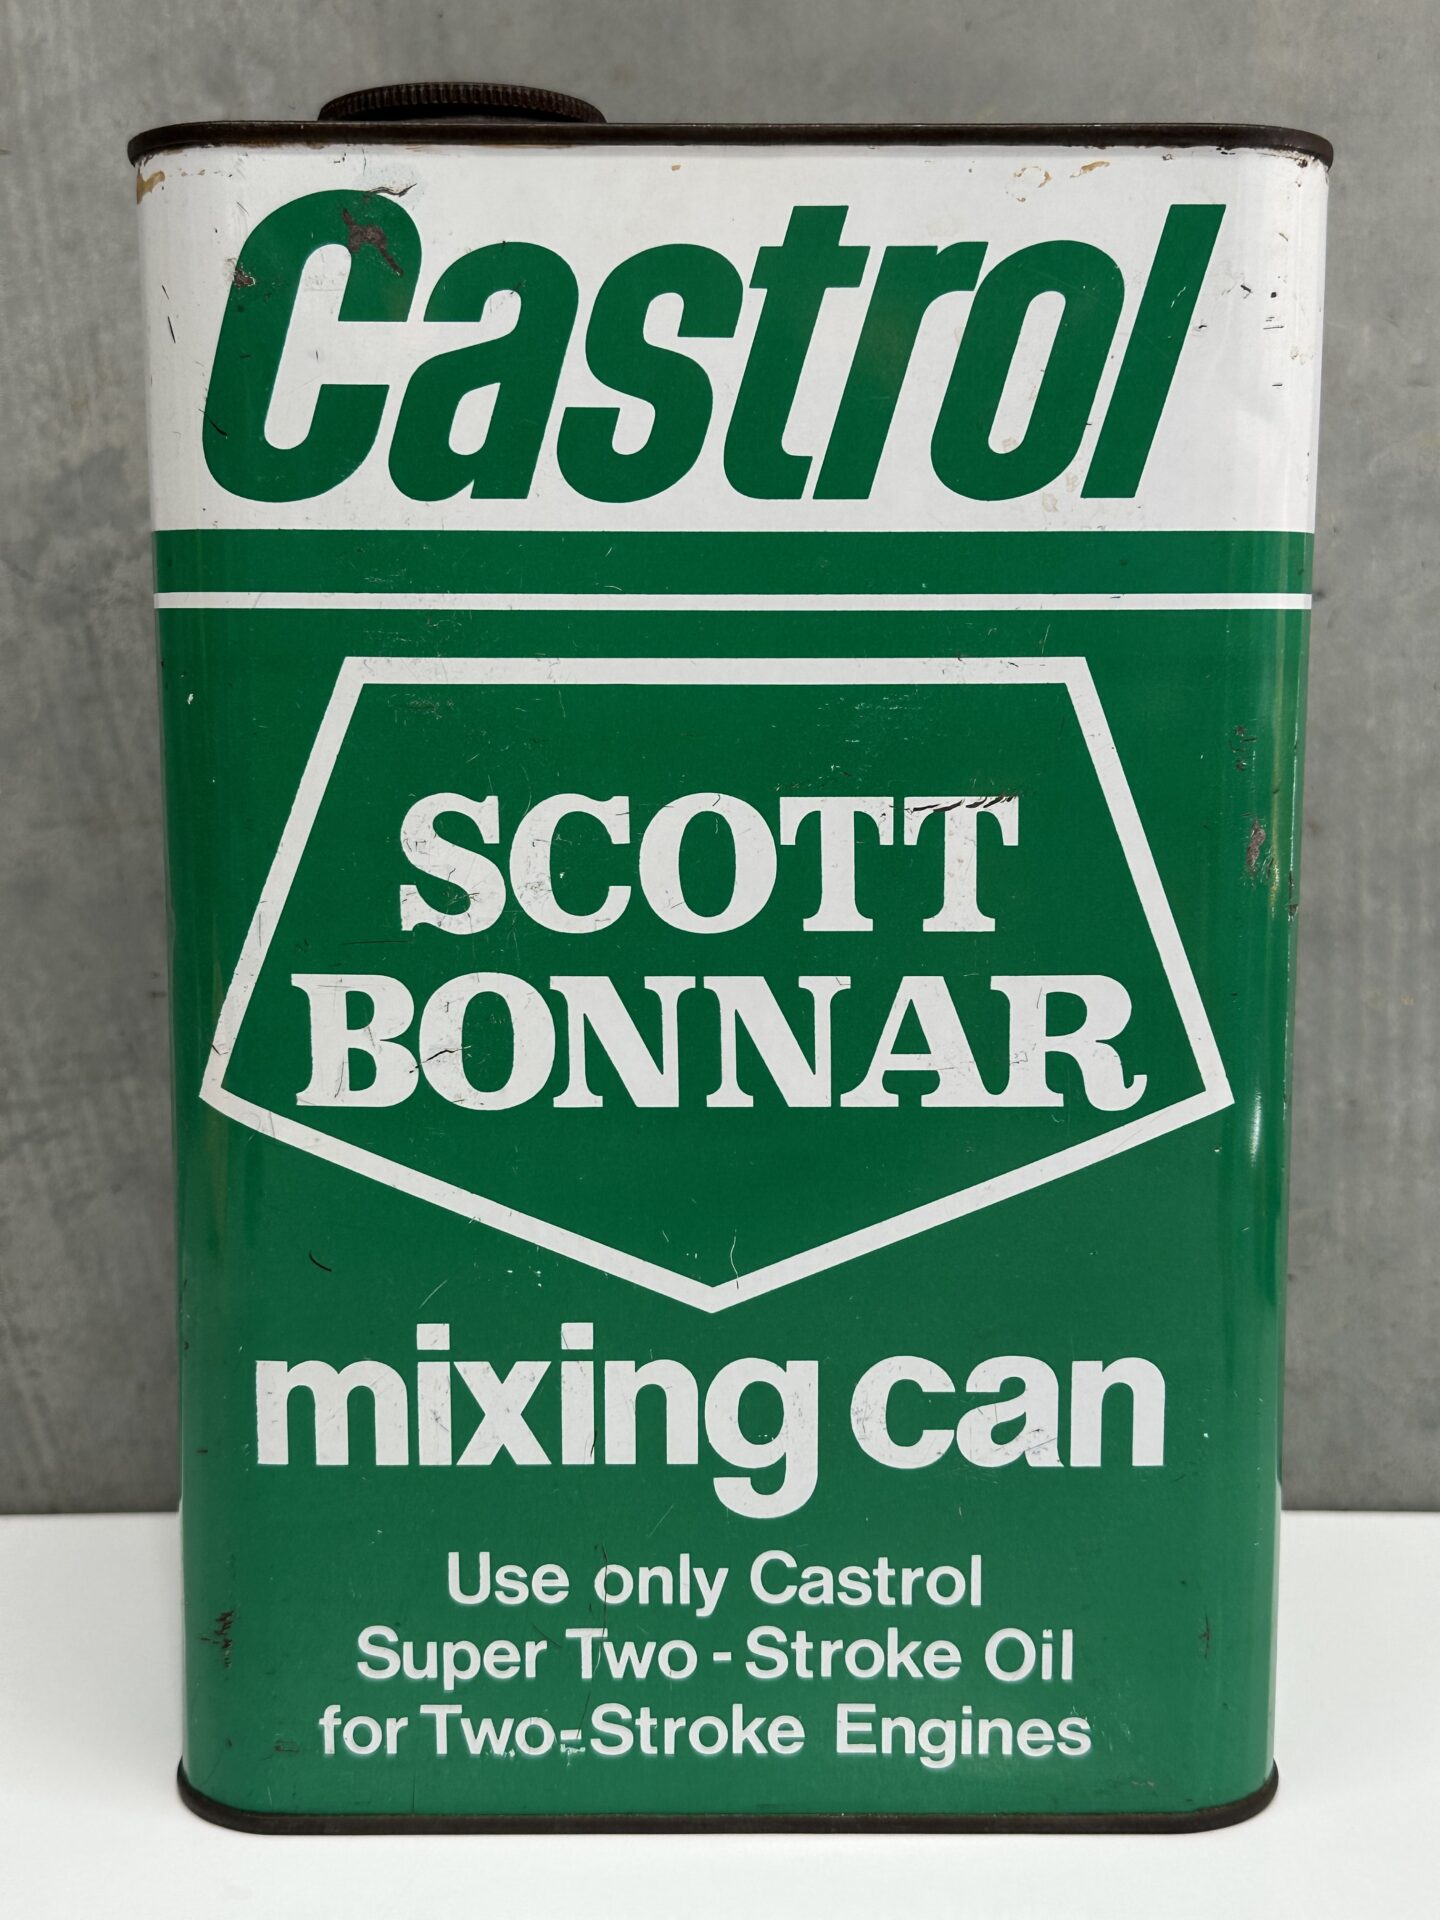 Castrol
SCOTT
BONNAR
mixing can
Use only Castrol
Super Two-Stroke Oil
for Two-Stroke Engines